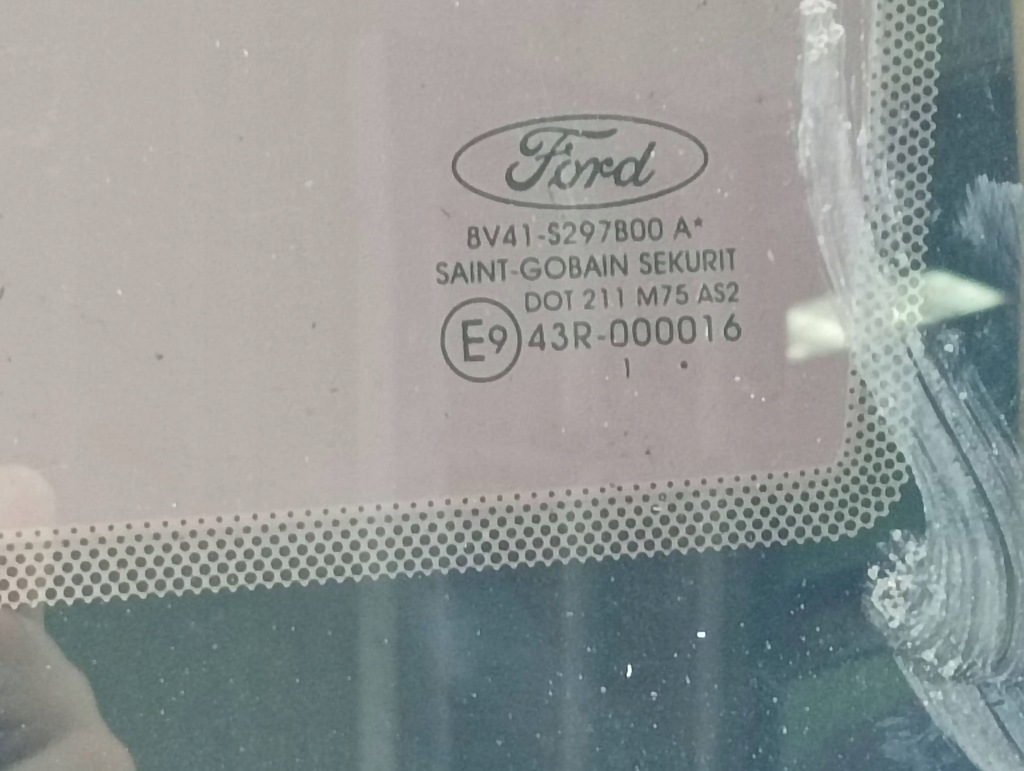 Ford
8V41-S297B00 A*
SAINT-GOBAIN SEKURIT
DOT 211 M75 AS2
E9 43R-000016
1 .